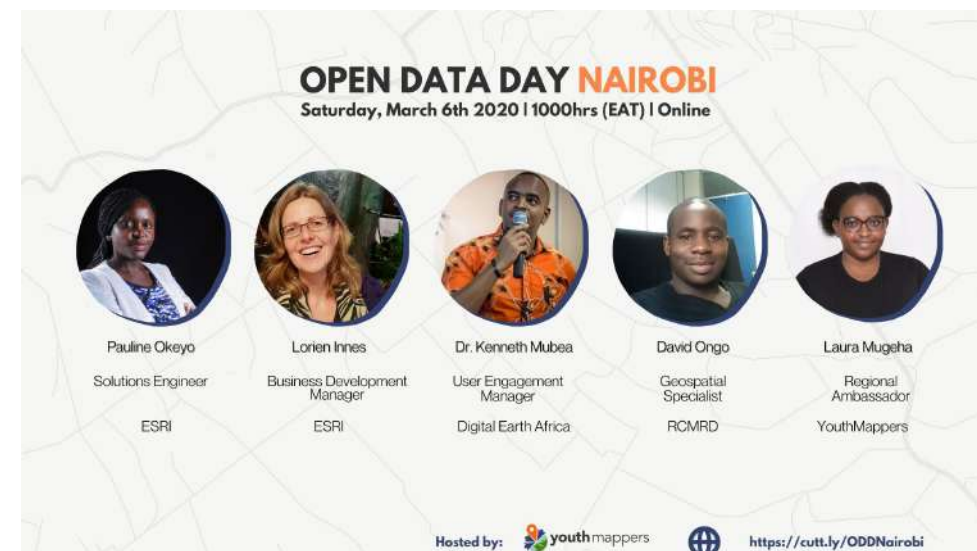 OPEN DATA DAY NAIROBI
Saturday, March 6th 2020 | 1000hrs (EAT) | Online
Pauline Okeyo
Solutions Engineer
ESRI
Lorien Innes
Business Development
Manager
ESRI
Dr. Kenneth Mubea
User Engagement
Manager
Digital Earth Africa
David Ongo
Geospatial
Specialist
RCMRD
Laura Mugeha
Regional
Ambassador
YouthMappers
Hosted by:
youthmappers
https://cutt.ly/ODDNairobi